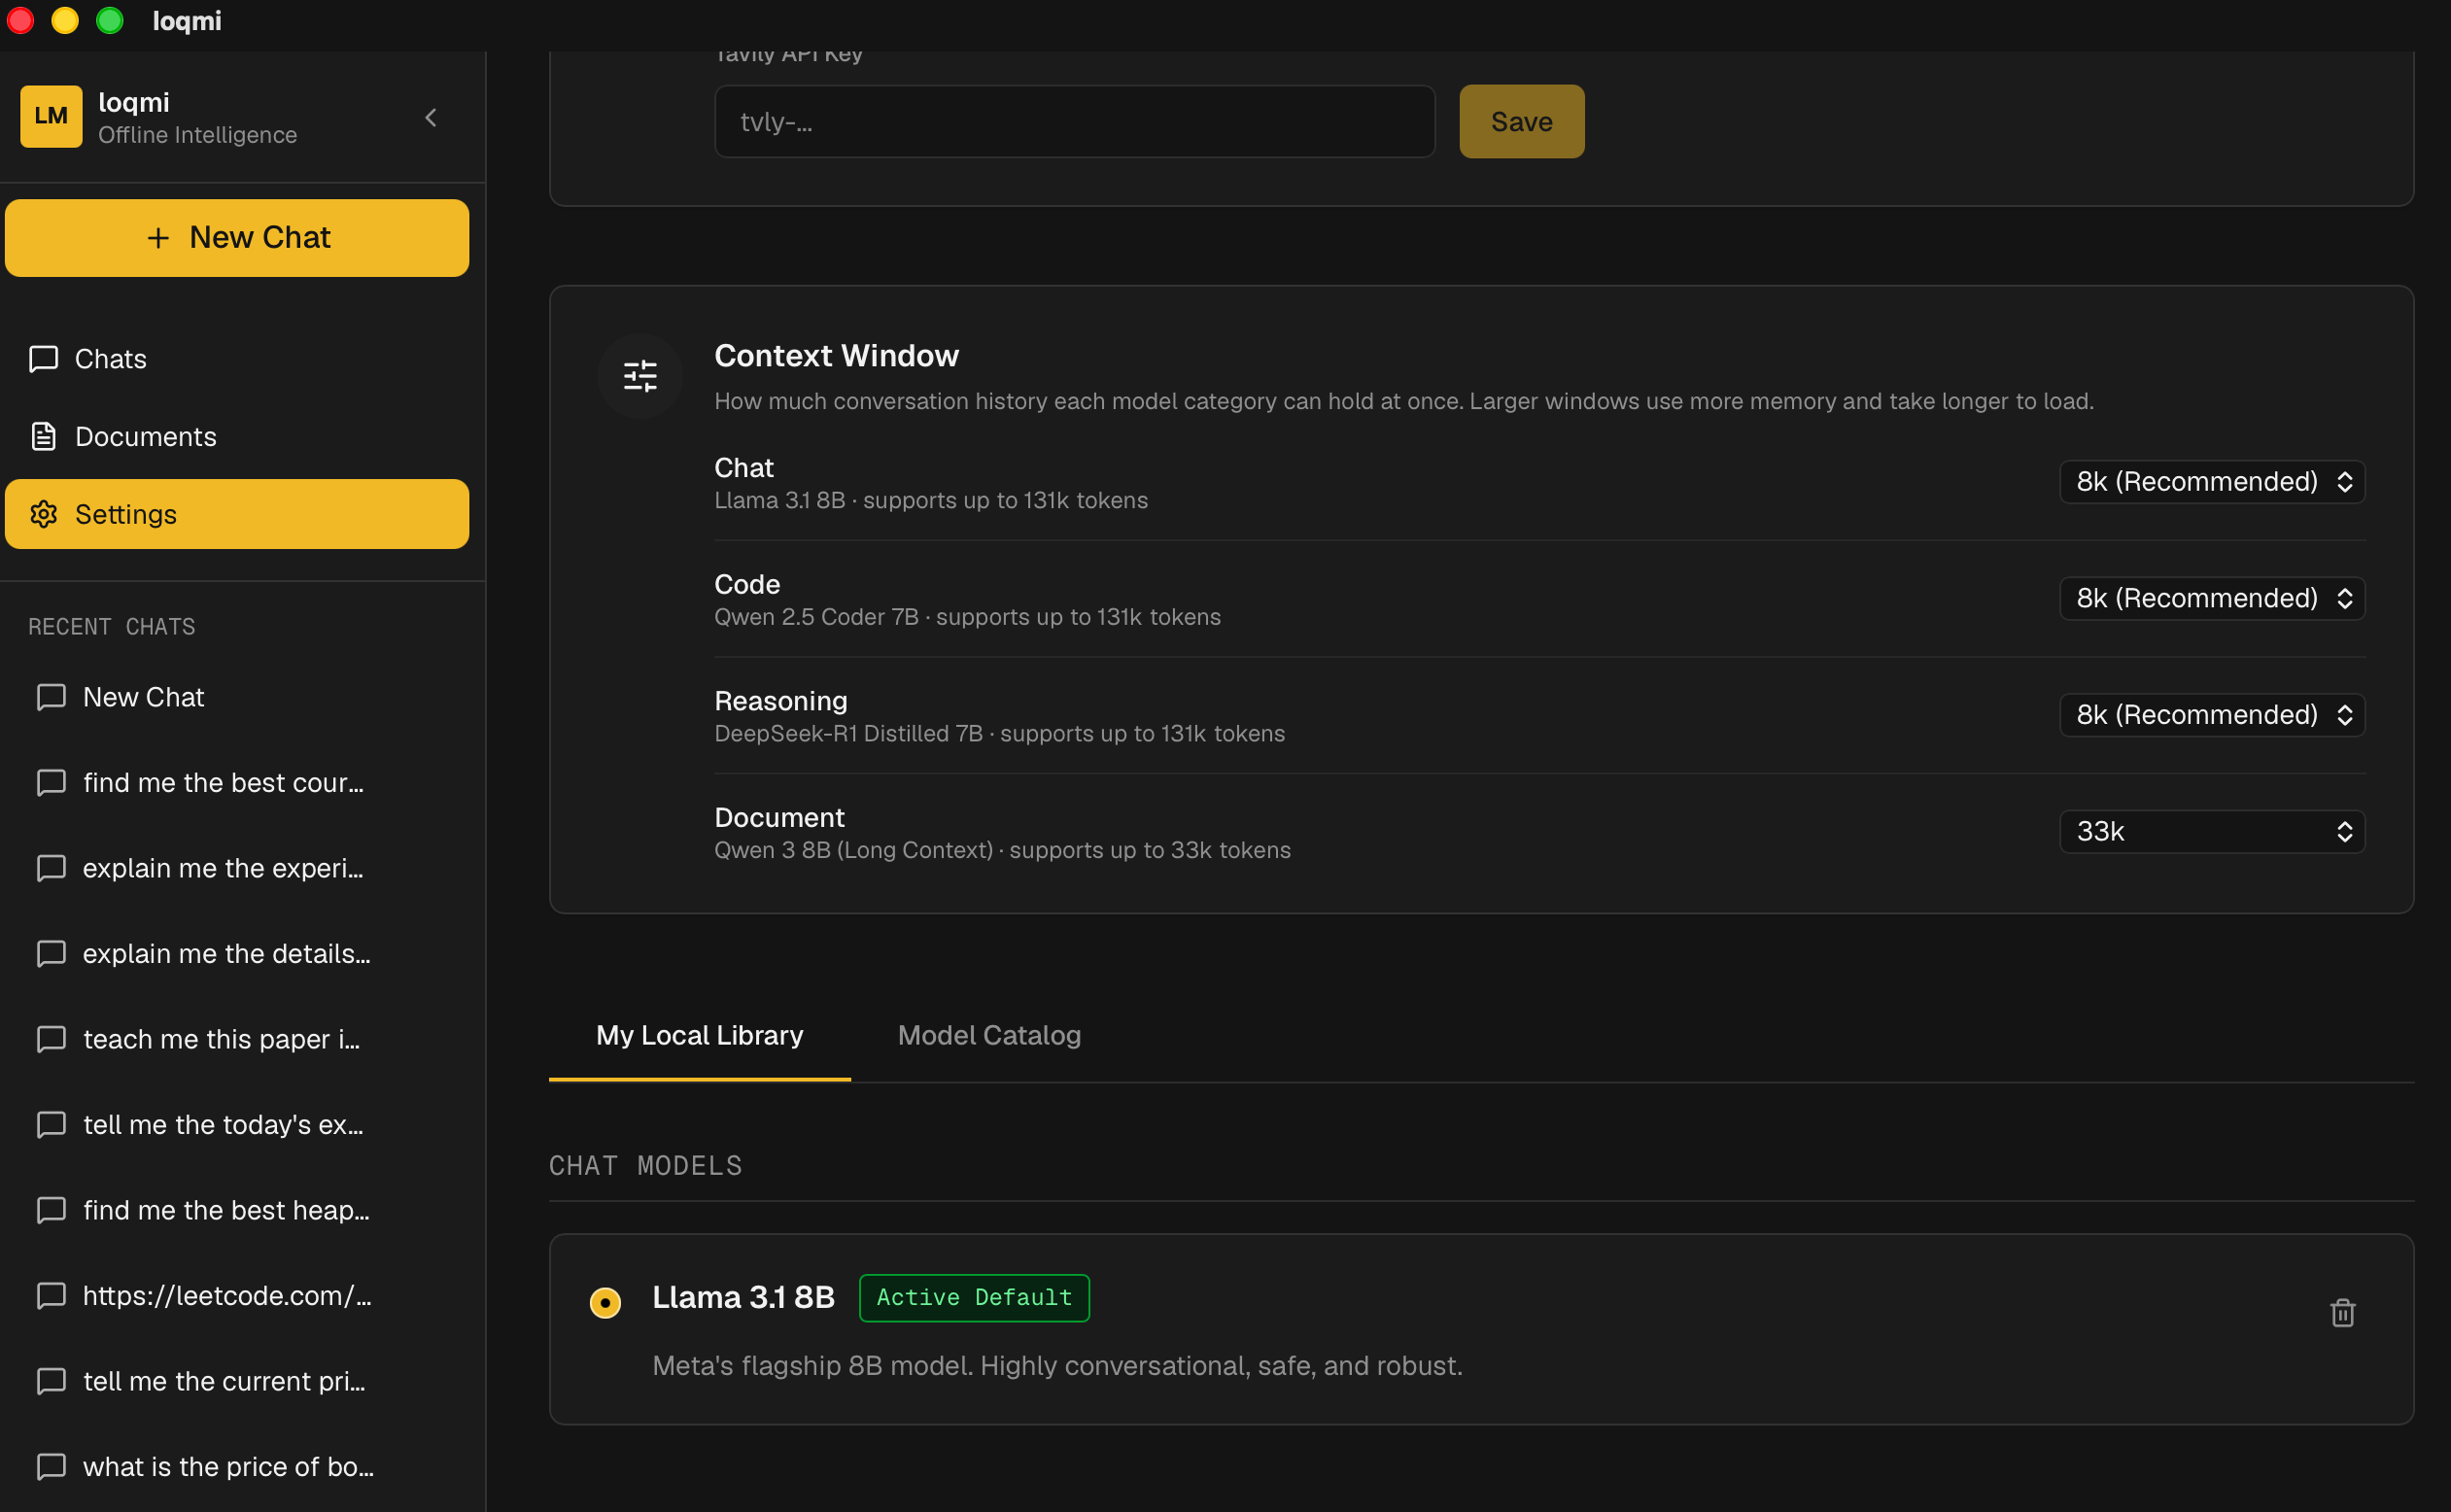 loqmi
LM
loqmi
Offline Intelligence
New Chat
Chats
Documents
Settings
RECENT CHATS
New Chat
find me the best cour...
explain me the experi...
explain me the details...
teach me this paper i...
tell me the today's ex...
find me the best heap...
https://leetcode.com/...
tell me the current pri...
what is the price of bo...
Tavily API Key
tvly-...
Save
Context Window
How much conversation history each model category can hold at once. Larger windows use more memory and take longer to load.
Chat
Llama 3.1 8B · supports up to 131k tokens
8k (Recommended)
Code
Qwen 2.5 Coder 7B · supports up to 131k tokens
8k (Recommended)
Reasoning
DeepSeek-R1 Distilled 7B · supports up to 131k tokens
8k (Recommended)
Document
Qwen 3 8B (Long Context) · supports up to 33k tokens
33k
My Local Library
Model Catalog
CHAT MODELS
Llama 3.1 8B
Active Default
Meta's flagship 8B model. Highly conversational, safe, and robust.